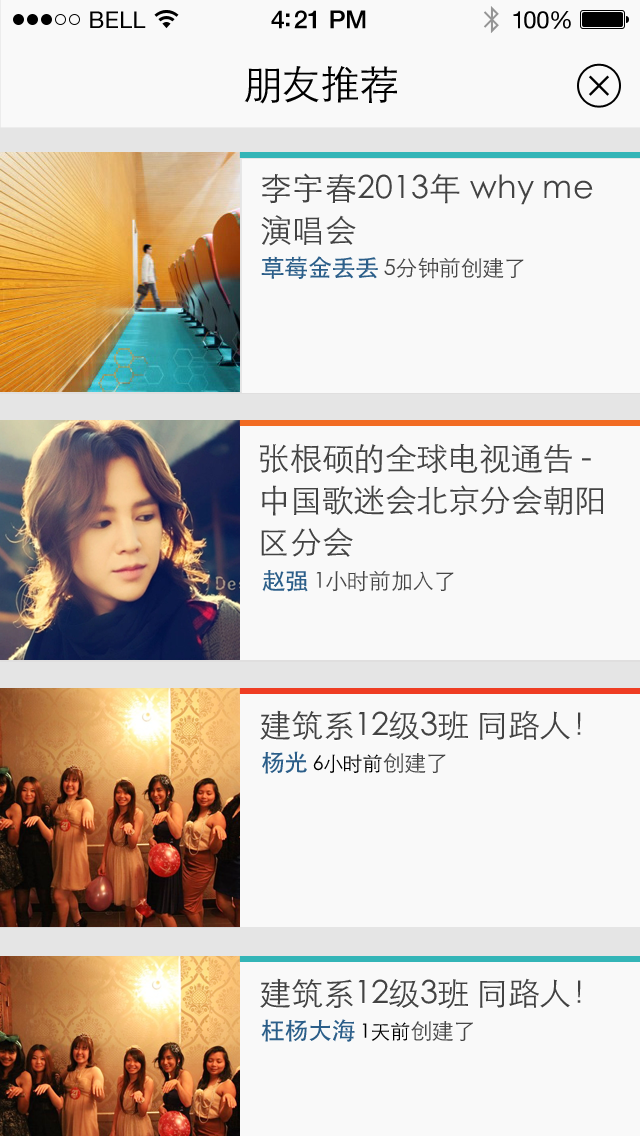 BELL 4:21 PM 100%
朋友推荐
李宇春2013年 why me
演唱会
草莓金丢丢 5分钟前创建了
张根硕的全球电视通告 -
中国歌迷会北京分会朝阳
区分会
赵强 1小时前加入了
Des
建筑系12级3班 同路人！
杨光 6小时前创建了
建筑系12级3班 同路人！
枉杨大海 1天前创建了